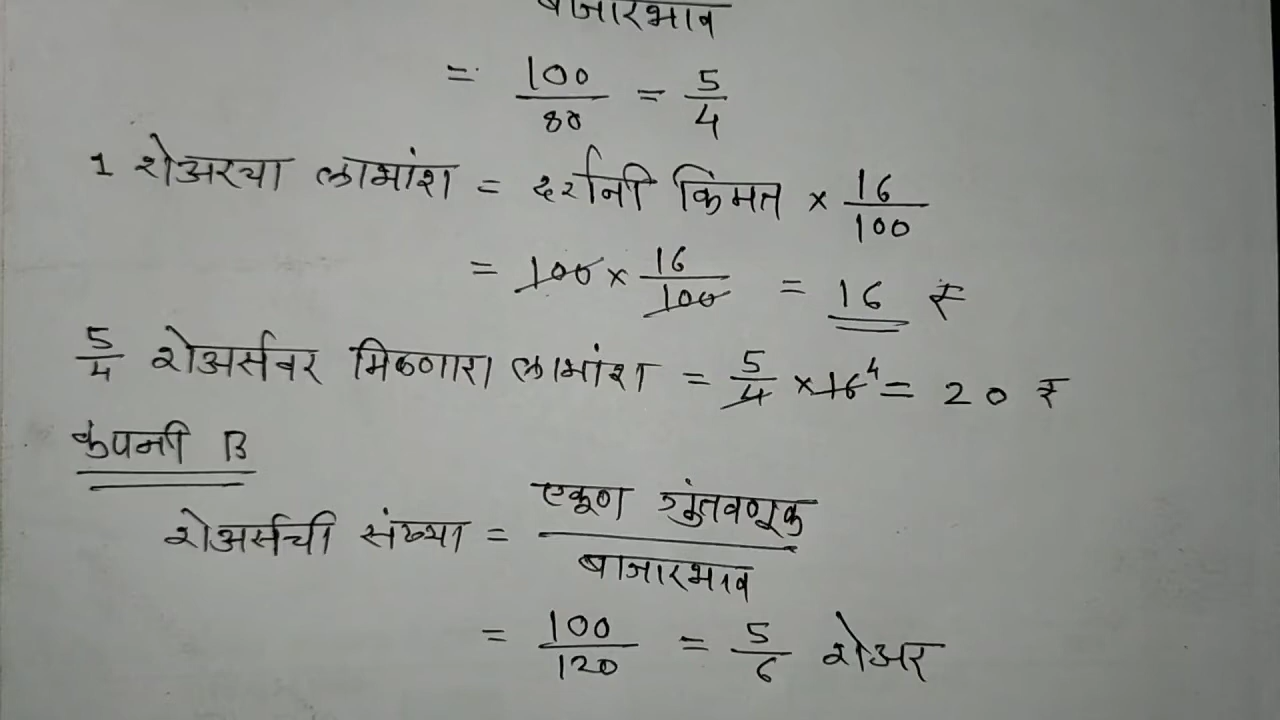 बाजारभाव
= 100/80 = 5/4
1 शेअरचा लाभांश = दर्शनी किंमत × 16/100
= 100 × 16/100 = 16 ₹
5/4 शेअर्सवर मिळणारा लाभांश = 5/4 × 16 4 = 20 ₹
कंपनी B
शेअर्सची संख्या = एकूण गुंतवणूक / बाजारभाव
= 100/120 = 5/6 शेअर